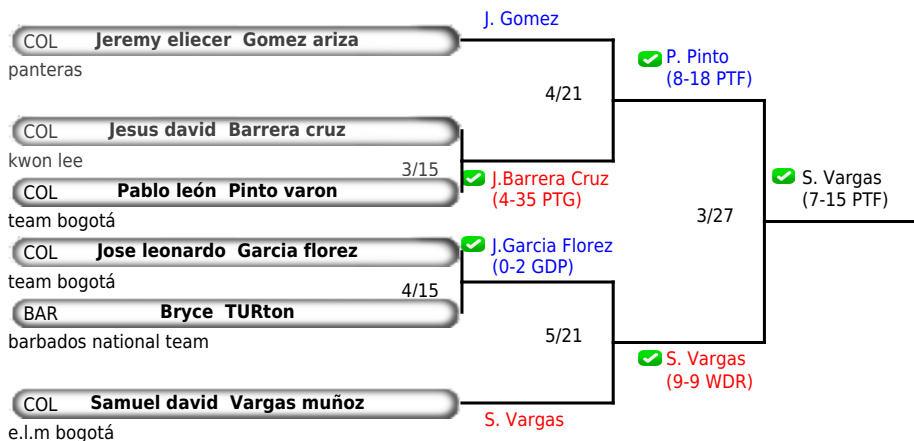 J. Gomez
COL Jeremy eliecer Gomez ariza
panteras
P. Pinto
(8-18 PTF)
4/21
COL Jesus david Barrera cruz
kwon lee
3/15
COL Pablo león Pinto varon
team bogotá
J.Barrera Cruz
(4-35 PTG)
S. Vargas
(7-15 PTF)
3/27
COL Jose leonardo Garcia florez
team bogotá
J.Garcia Florez
(0-2 GDP)
4/15
BAR Bryce TURton
barbados national team
5/21
S. Vargas
(9-9 WDR)
COL Samuel david Vargas muñoz
e.l.m bogotá
S. Vargas